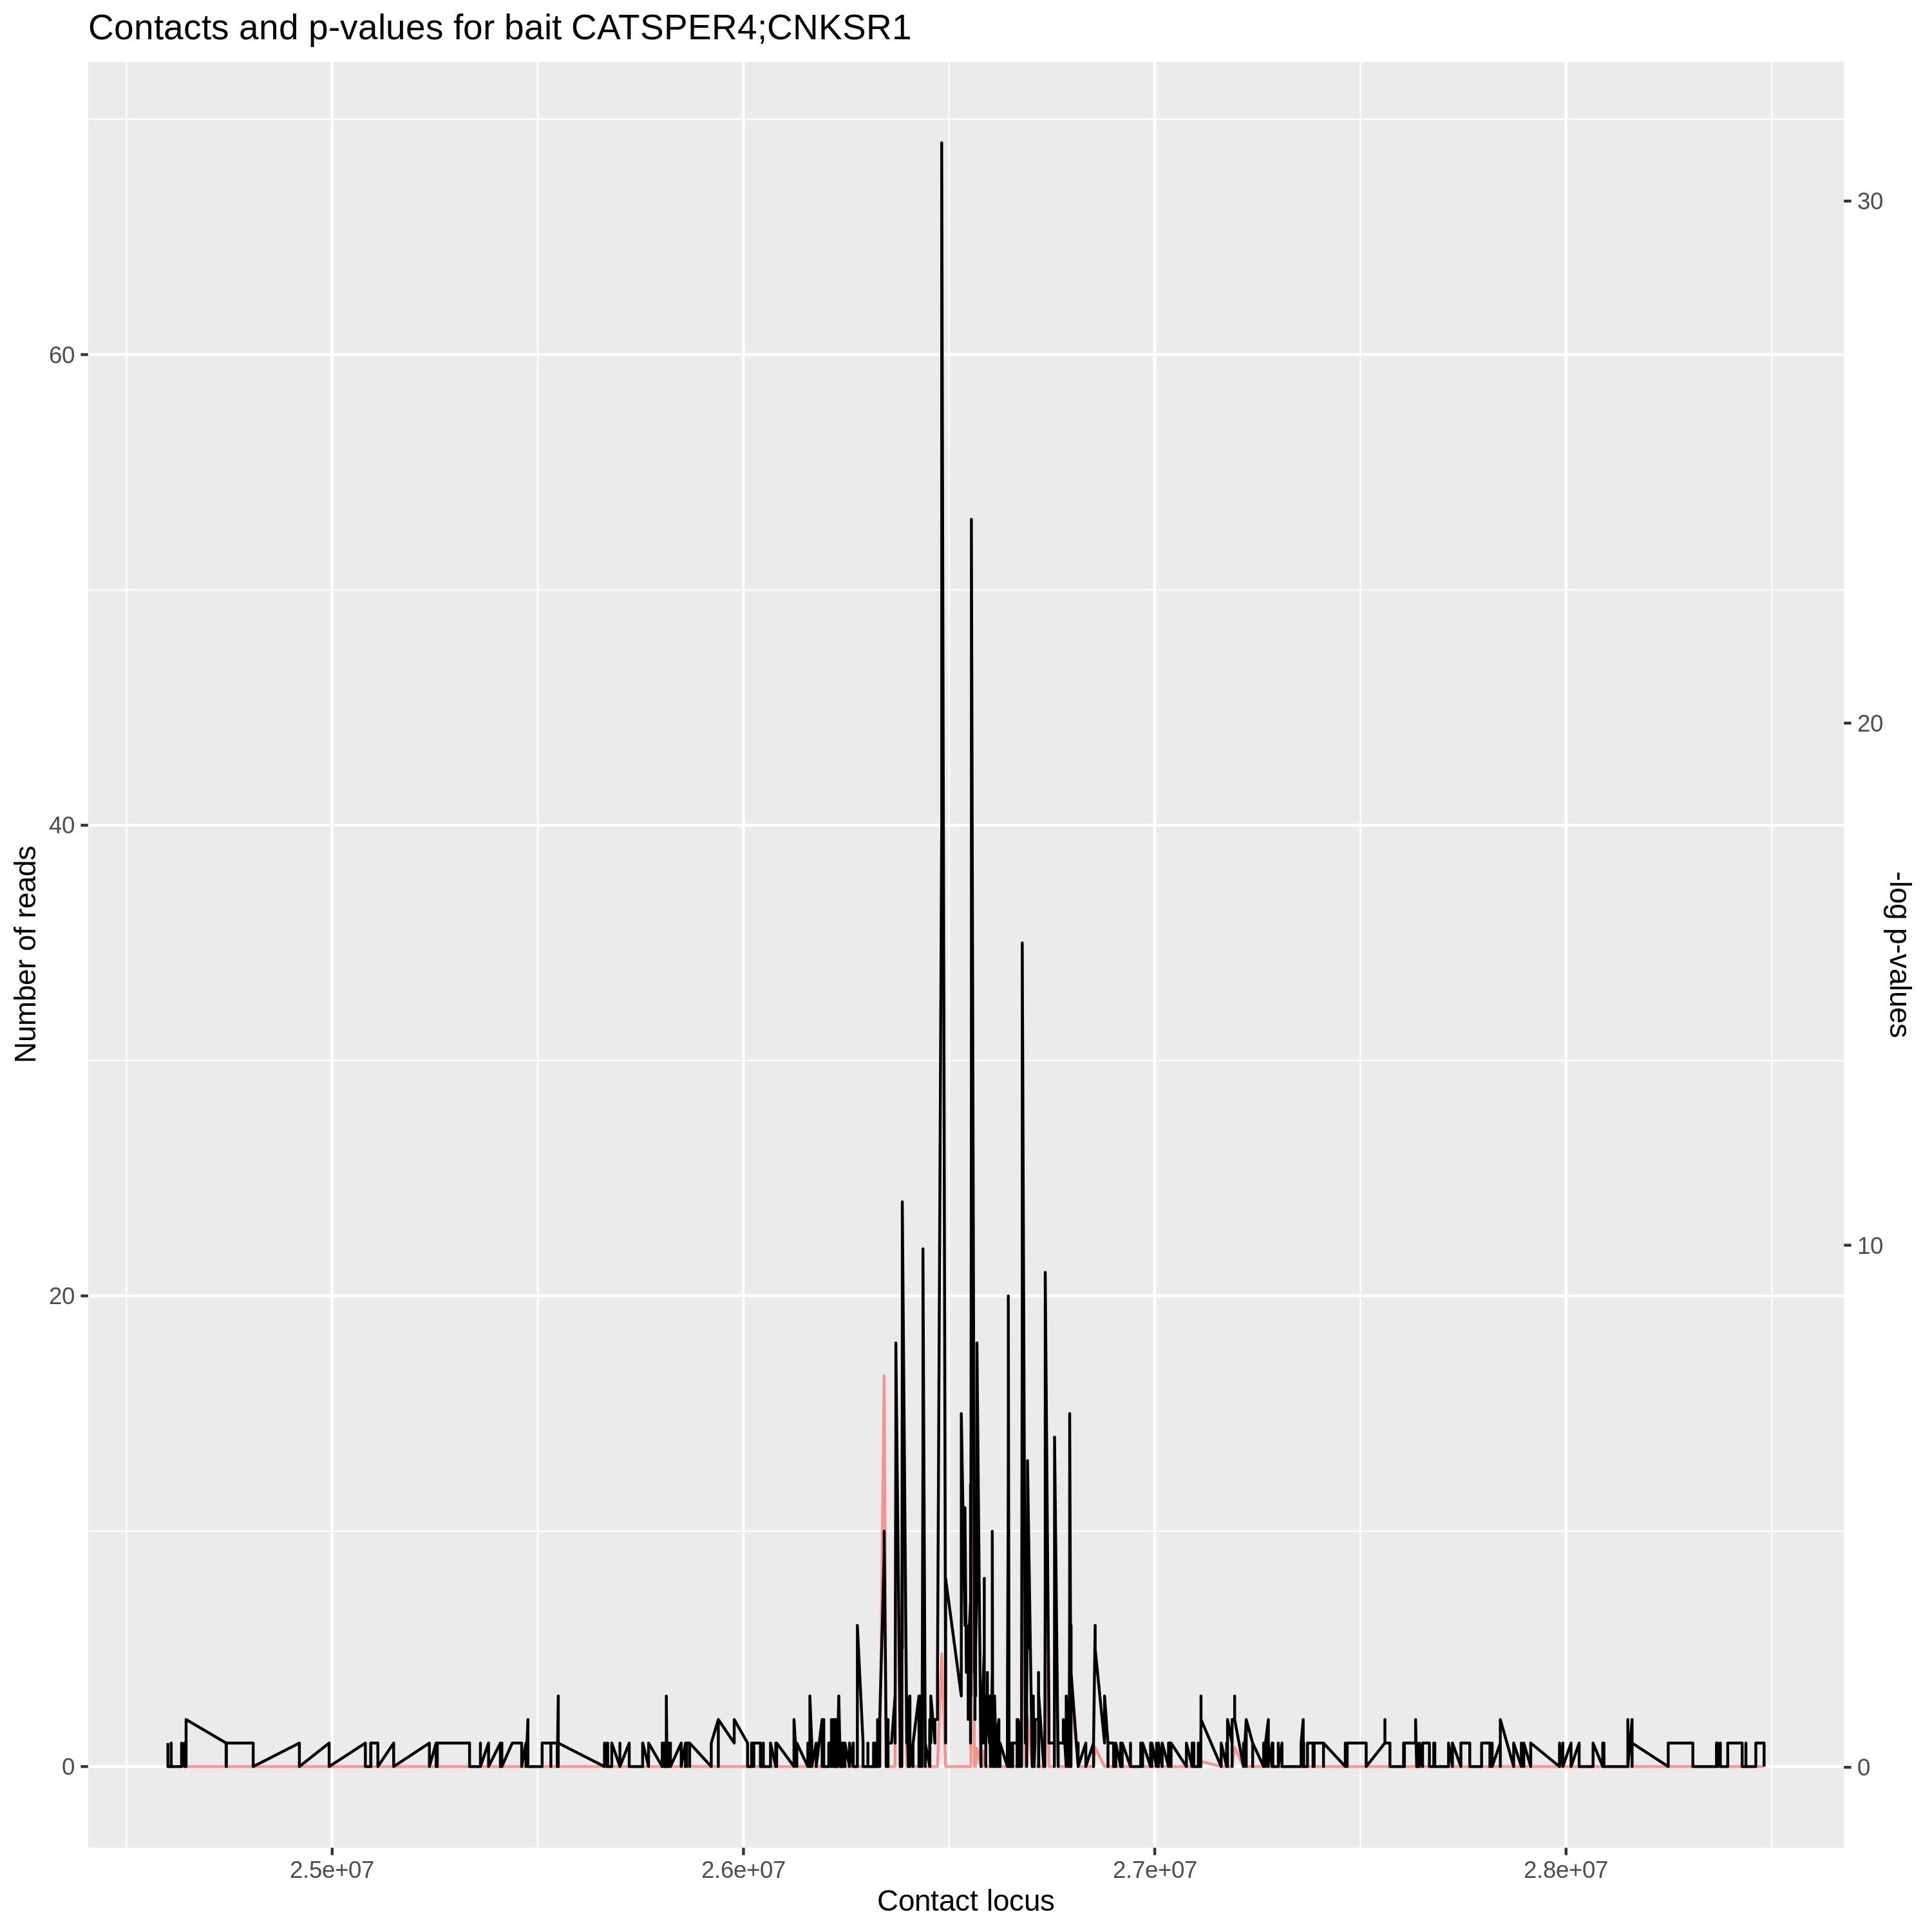 Contacts and p-values for bait CATSPER4;CNKSR1
60
40
20
0
Number of reads
30
20
10
0
-log p-values
2.5e+07
2.6e+07
2.7e+07
2.8e+07
Contact locus